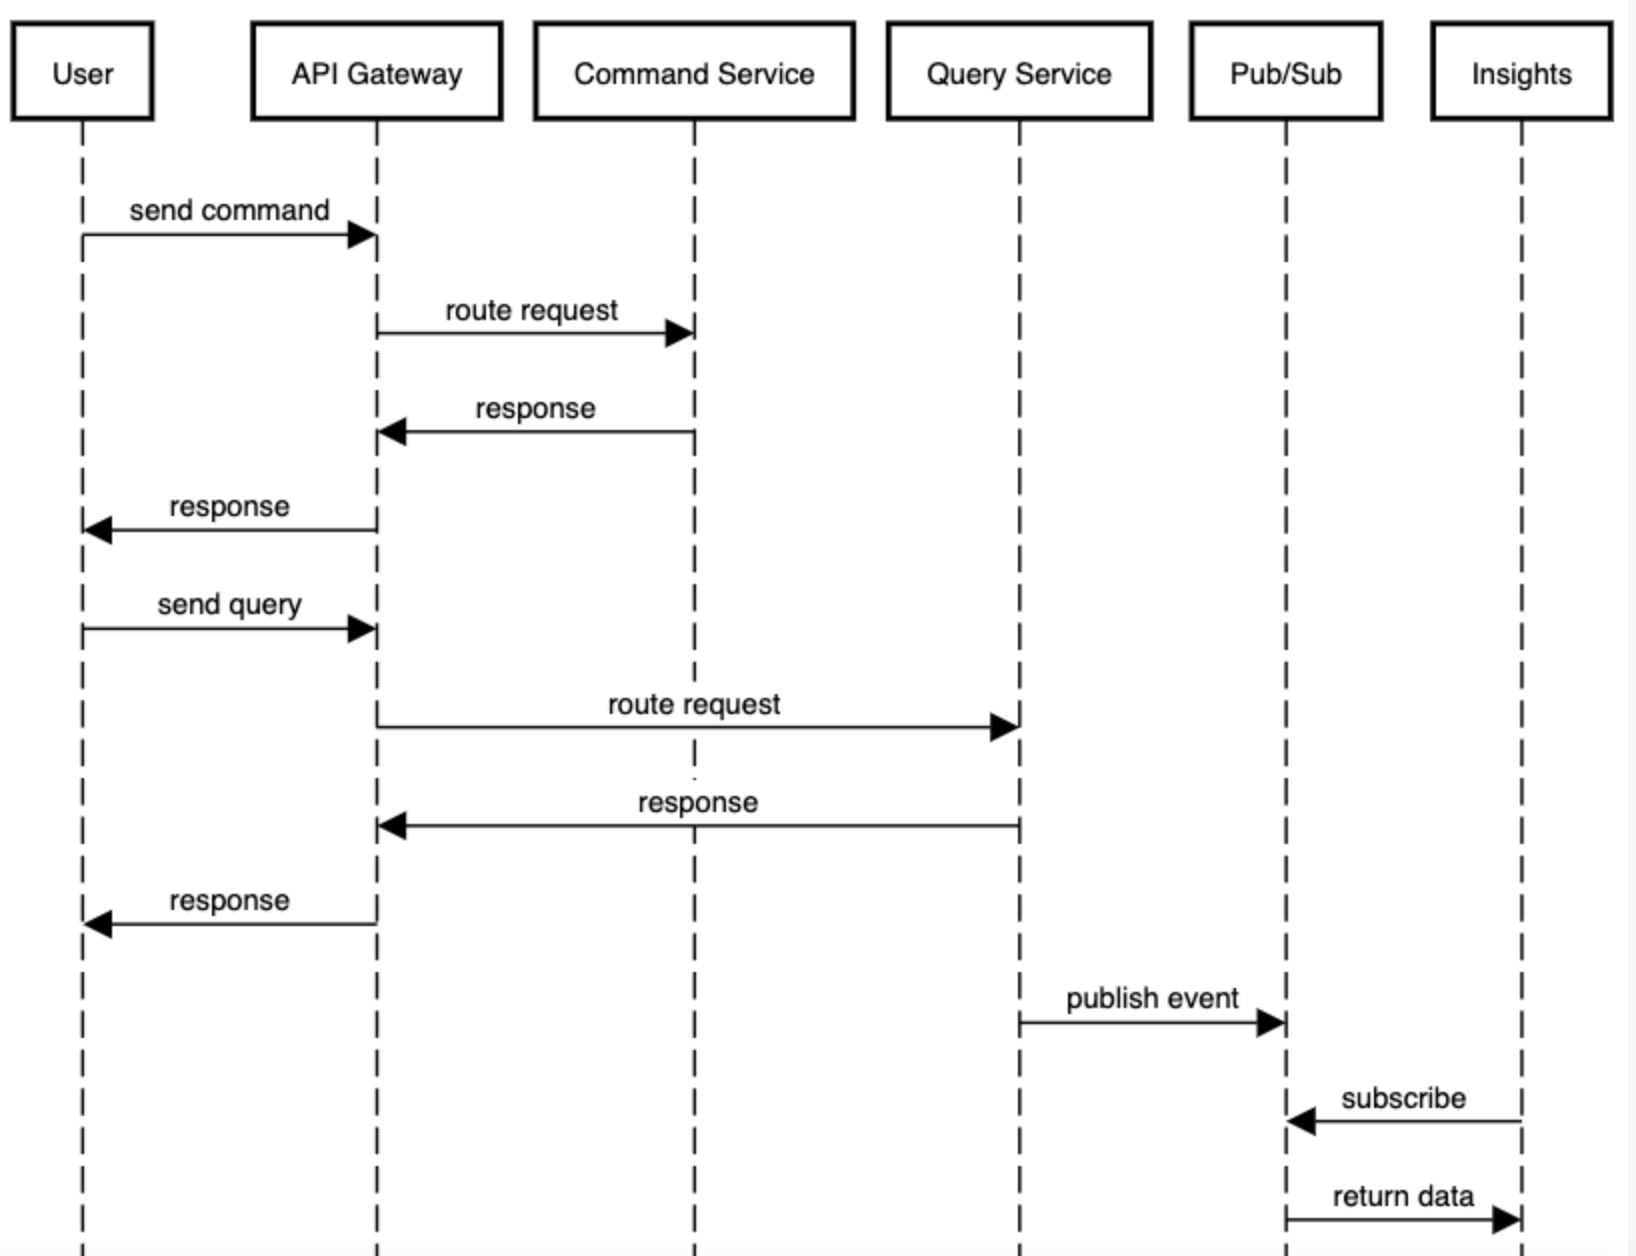 User
API Gateway
Command Service
Query Service
Pub/Sub
Insights
send command
route request
response
response
send query
route request
response
response
publish event
subscribe
return data